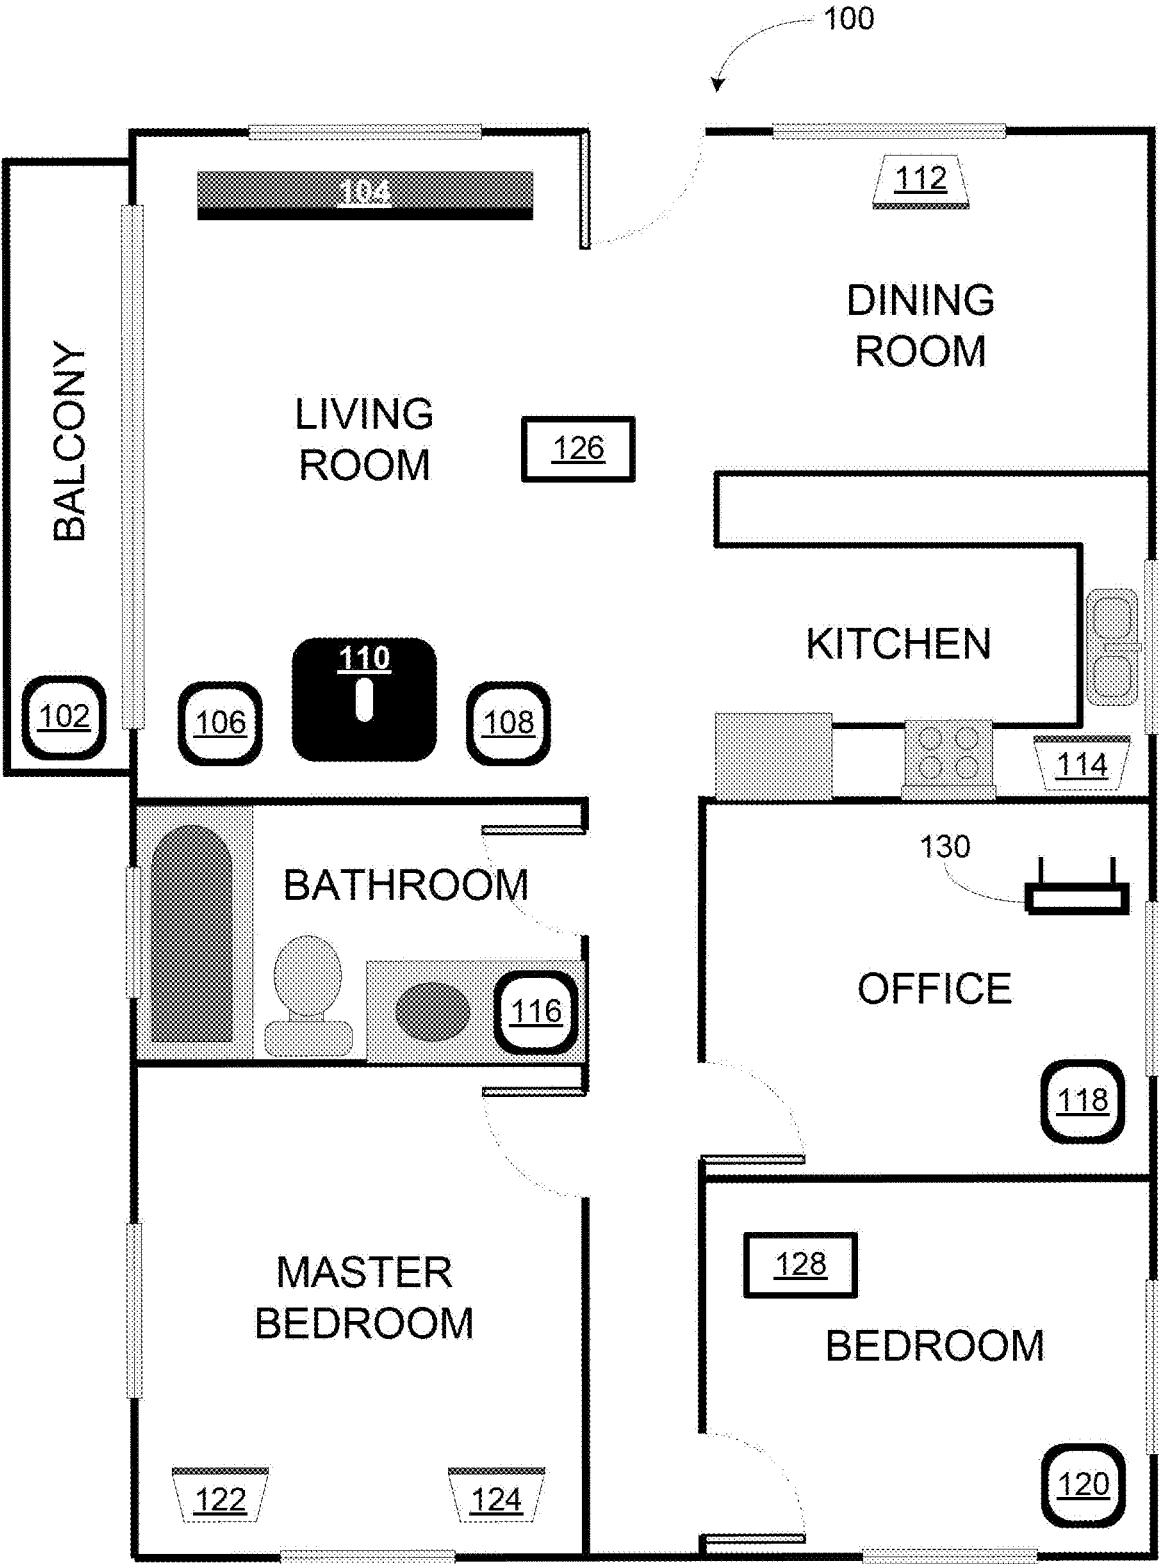 100
104
112
DINING
ROOM
BALCONY
LIVING
ROOM
126
KITCHEN
110
102
106
108
114
130
BATHROOM
OFFICE
116
118
128
MASTER
BEDROOM
BEDROOM
122
124
120